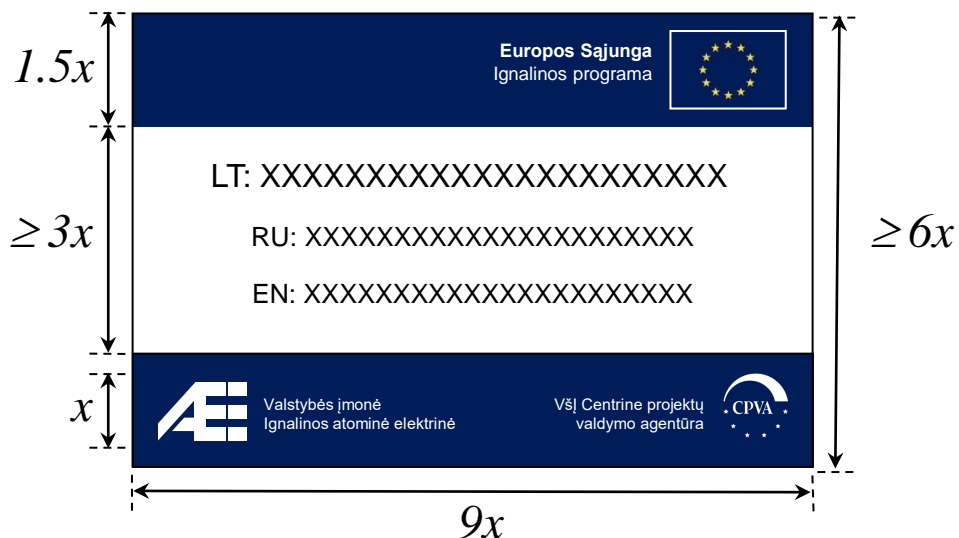 1.5x
Europos Sąjunga
Ignalinos programa
≥ 3x
LT: XXXXXXXXXXXXXXXXXXXXXX
RU: XXXXXXXXXXXXXXXXXXXXXX
EN: XXXXXXXXXXXXXXXXXXXXXX
≥ 6x
x
Valstybės įmonė
Ignalinos atominė elektrinė
VšĮ Centrine projektų
valdymo agentūra
CPVA
9x